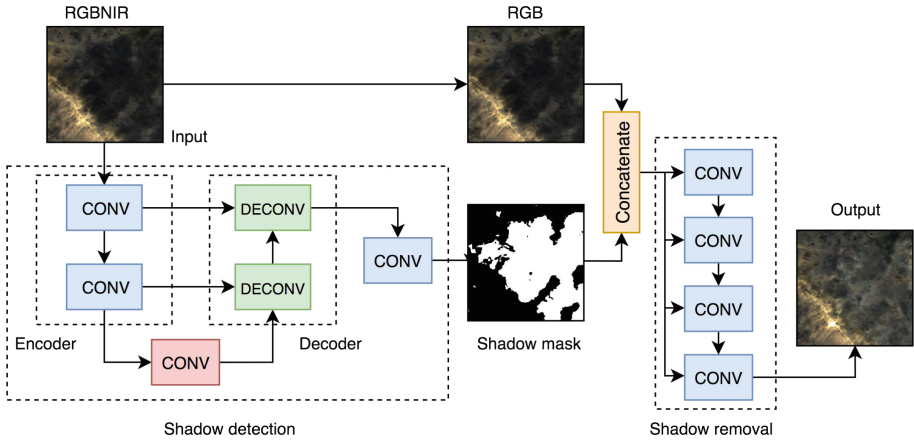 RGBNIR
RGB
Input
Concatenate
CONV
DECONV
CONV
CONV
DECONV
CONV
Encoder
Decoder
Shadow detection
Shadow mask
CONV
CONV
CONV
CONV
Shadow removal
Output